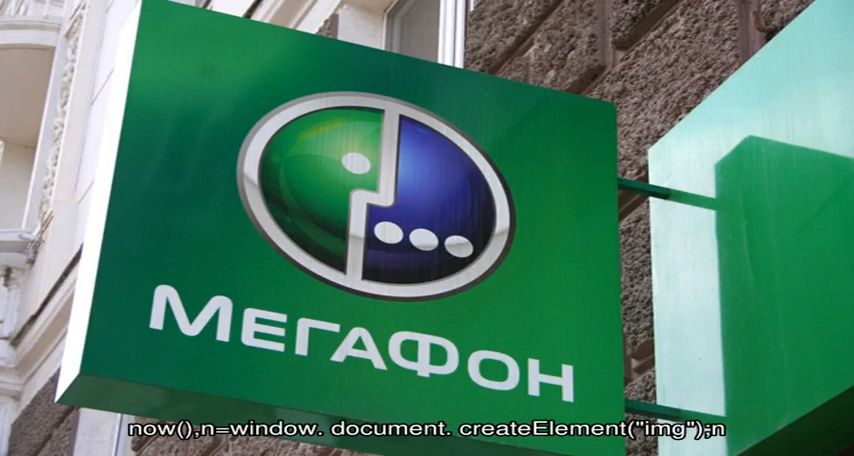 МЕГАФОН
now(),n=window. document. createElement("img");n